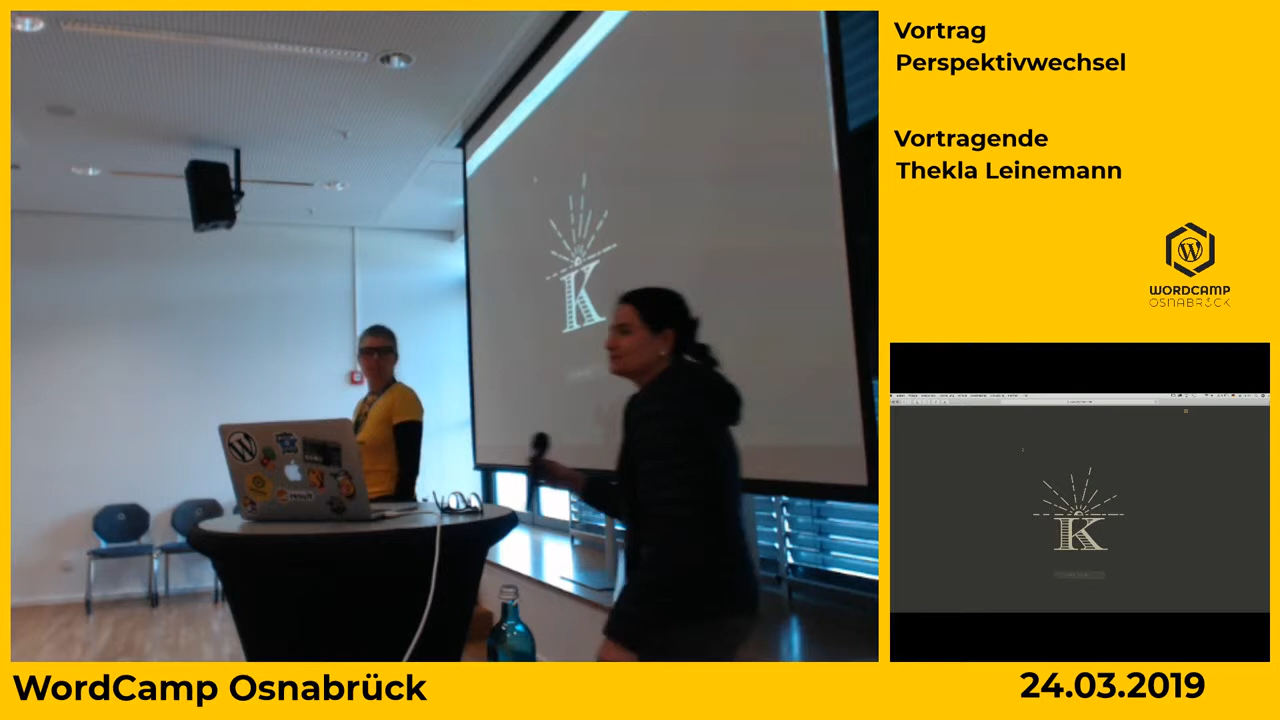 Vortrag
Perspektivwechsel
Vortragende
Thekla Leinemann
WORDCAMP
OSNABRÜCK
K
K
WordCamp Osnabrück
24.03.2019